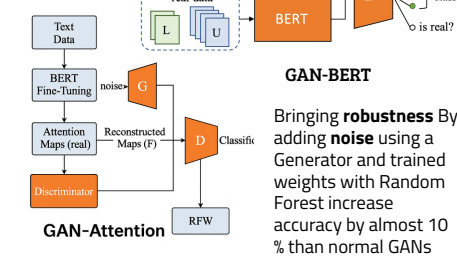 L
U
BERT
is real?
GAN-BERT
Text
Data
BERT
Fine-Tuning
noise
G
Attention
Maps (real)
Reconstructed
Maps (F)
D
Discriminator
RFW
GAN-Attention
Bringing robustness By
adding noise using a
Generator and trained
weights with Random
Forest increase
accuracy by almost 10
% than normal GANs